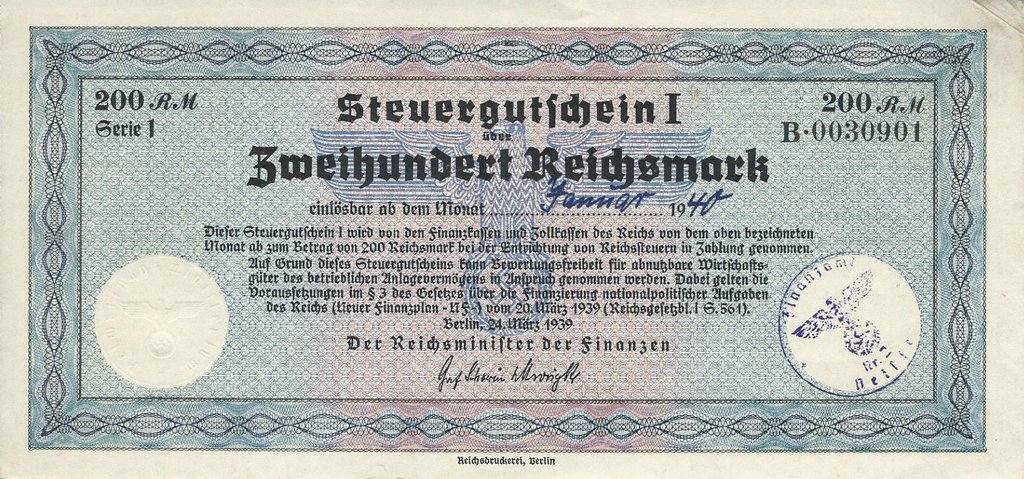 200 RM
Steuergutschein I
200 RM
Serie I
über
B·0030901
Zweihundert Reichsmark
einlösbar ab dem Monat Januar 1940
Dieser Steuergutschein I wird von den Finanzkassen und Zollkassen des Reichs von dem oben bezeichneten
Monat ab zum Betrag von 200 Reichsmark bei der Entrichtung von Reichssteuern in Zahlung genommen.
Auf Grund dieses Steuergutscheins kann Bewertungsfreiheit für abnutzbare Wirtschafts-
güter des betrieblichen Anlagevermögens in Anspruch genommen werden. Dabei gelten die
Voraussetzungen im § 3 des Gesetzes über die Finanzierung nationalpolitischer Aufgaben
des Reichs (Neuer Finanzplan - NF-) vom 20. März 1939 (Reichsgesetzbl. I S. 561).
Berlin, 24. März 1939
Der Reichsminister der Finanzen
Finanzamt
Neisse
Reichsdruckerei, Berlin